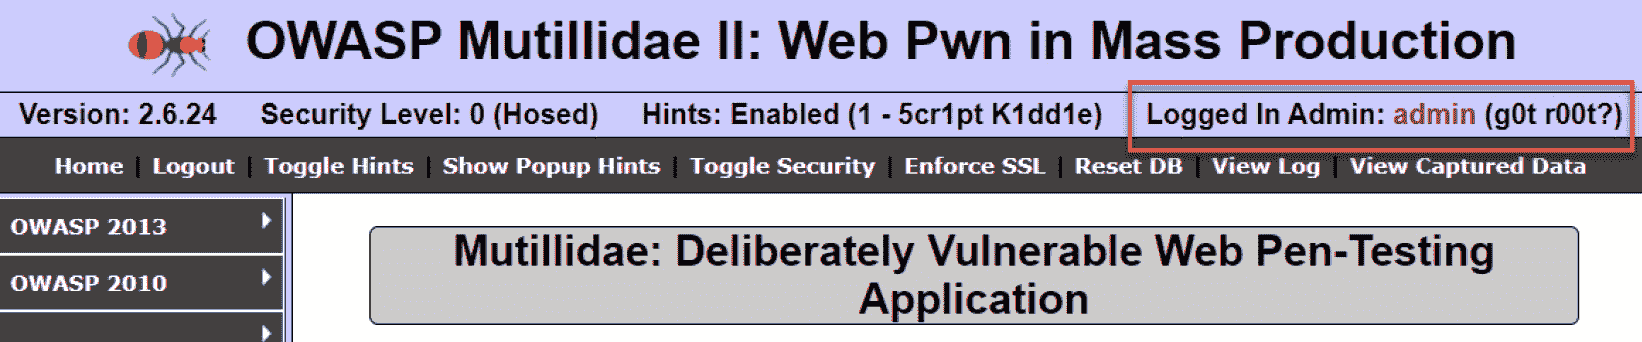 OWASP Mutillidae II: Web Pwn in Mass Production
Version: 2.6.24 Security Level: 0 (Hosed) Hints: Enabled (1 - 5cr1pt K1dd1e) Logged In Admin: admin (g0t r00t?)
Home | Logout | Toggle Hints | Show Popup Hints | Toggle Security | Enforce SSL | Reset DB | View Log | View Captured Data
OWASP 2013
OWASP 2010
Mutillidae: Deliberately Vulnerable Web Pen-Testing
Application